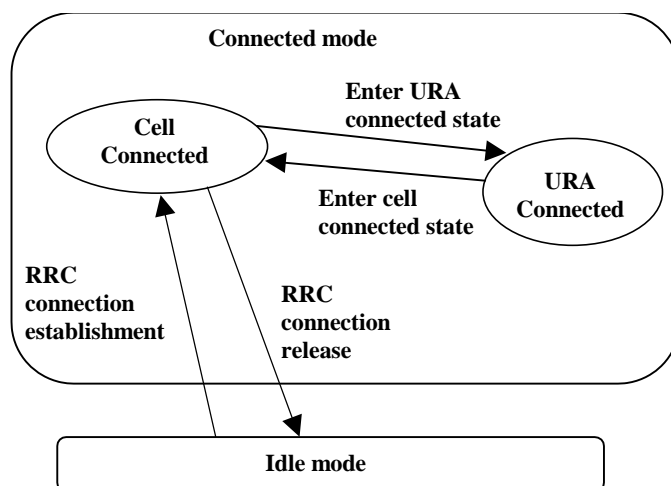 Connected mode
Enter URA
connected state
Cell
Connected
URA
Connected
Enter cell
connected state
RRC
connection
establishment
RRC
connection
release
Idle mode